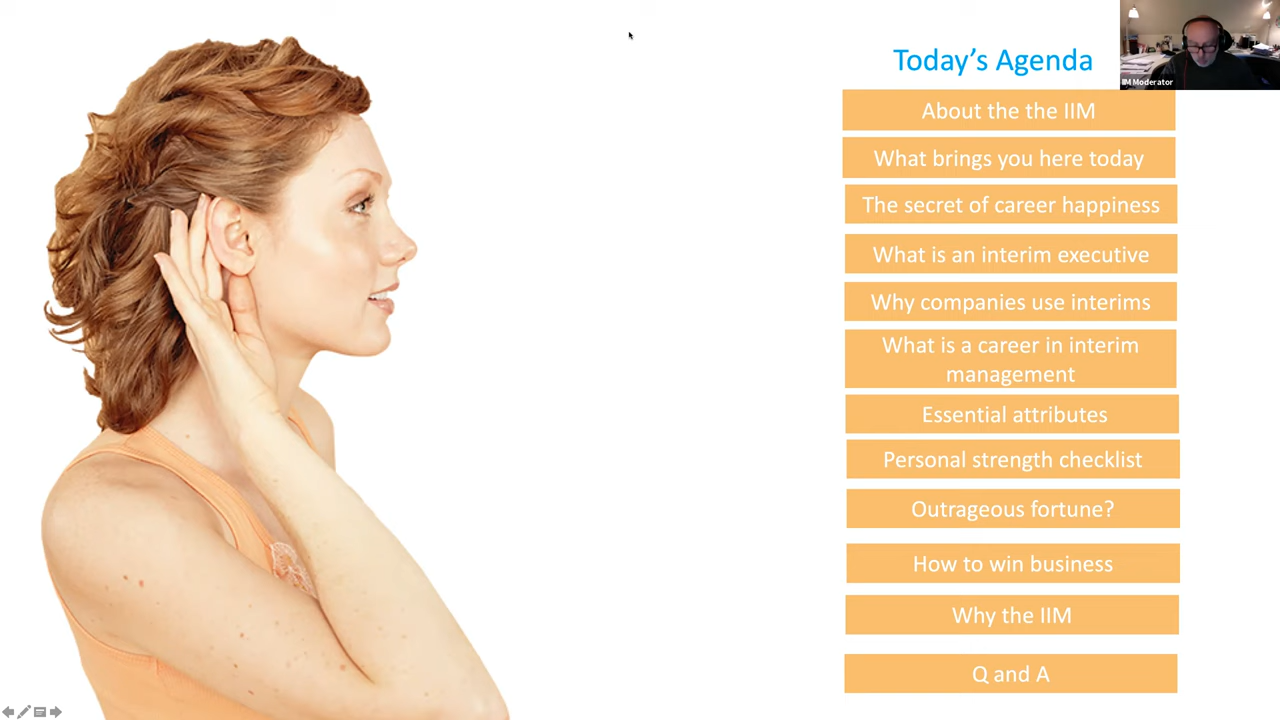 Today's Agenda
IIM Moderator
About the the IIM
What brings you here today
The secret of career happiness
What is an interim executive
Why companies use interims
What is a career in interim
management
Essential attributes
Personal strength checklist
Outrageous fortune?
How to win business
Why the IIM
Q and A